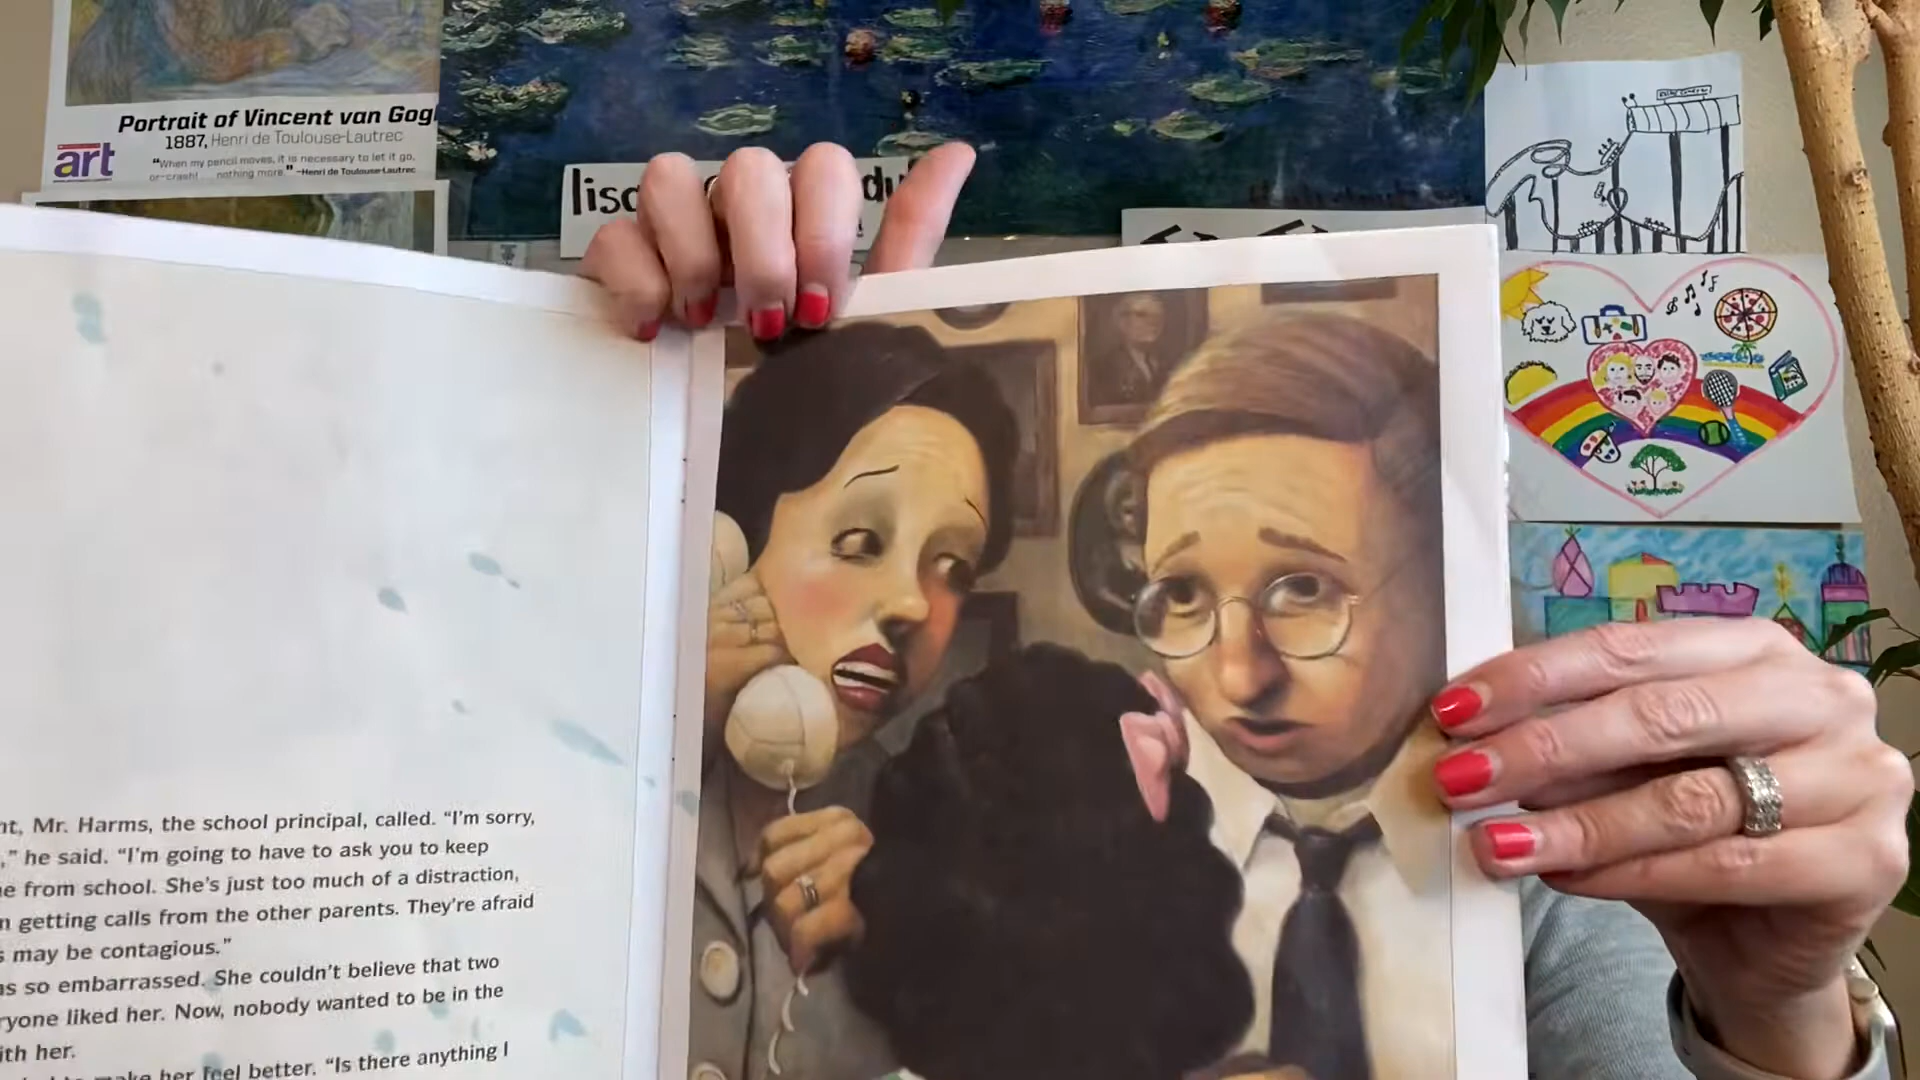 Portrait of Vincent van Gog
1887, Henri de Toulouse-Lautrec
art
"When my pencil moves, it is necessary to let it go,
or—crash! . . . nothing more." –Henri de Toulouse-Lautrec
lisa
du
nt, Mr. Harms, the school principal, called. "I'm sorry,
," he said. "I'm going to have to ask you to keep
e from school. She's just too much of a distraction,
n getting calls from the other parents. They're afraid
s may be contagious."
as so embarrassed. She couldn't believe that two
ryone liked her. Now, nobody wanted to be in the
ith her.
make her feel better. "Is there anything I